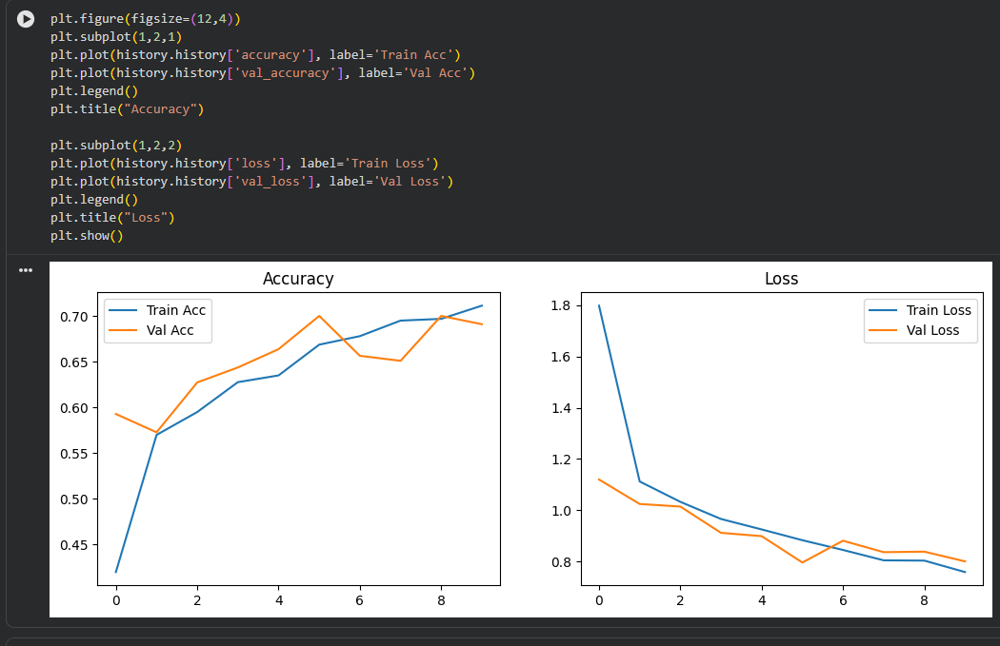 plt.figure(figsize=(12,4))
plt.subplot(1,2,1)
plt.plot(history.history['accuracy'], label='Train Acc')
plt.plot(history.history['val_accuracy'], label='Val Acc')
plt.legend()
plt.title("Accuracy")
plt.subplot(1,2,2)
plt.plot(history.history['loss'], label='Train Loss')
plt.plot(history.history['val_loss'], label='Val Loss')
plt.legend()
plt.title("Loss")
plt.show()
Accuracy
Train Acc
Val Acc
0.70
0.65
0.60
0.55
0.50
0.45
0 2 4 6 8
Loss
Train Loss
Val Loss
1.8
1.6
1.4
1.2
1.0
0.8
0 2 4 6 8